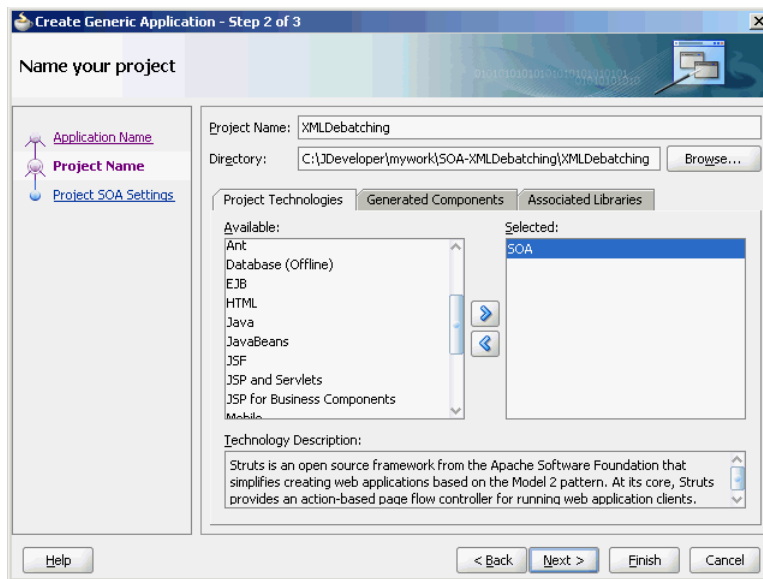 Create Generic Application - Step 2 of 3
Name your project
Application Name
Project Name
Project SOA Settings
Project Name: XMLDebatching
Directory: C:\JDeveloper\mywork\SOA-XMLDebatching\XMLDebatching Browse...
Project Technologies Generated Components Associated Libraries
Available: Selected:
Ant SOA
Database (Offline)
EJB
HTML
Java
JavaBeans
JSF
JSP and Servlets
JSP for Business Components
Mobile
Technology Description:
Struts is an open source framework from the Apache Software Foundation that
simplifies creating web applications based on the Model 2 pattern. At its core, Struts
provides an action-based page flow controller for running web application clients.
Help < Back Next > Finish Cancel